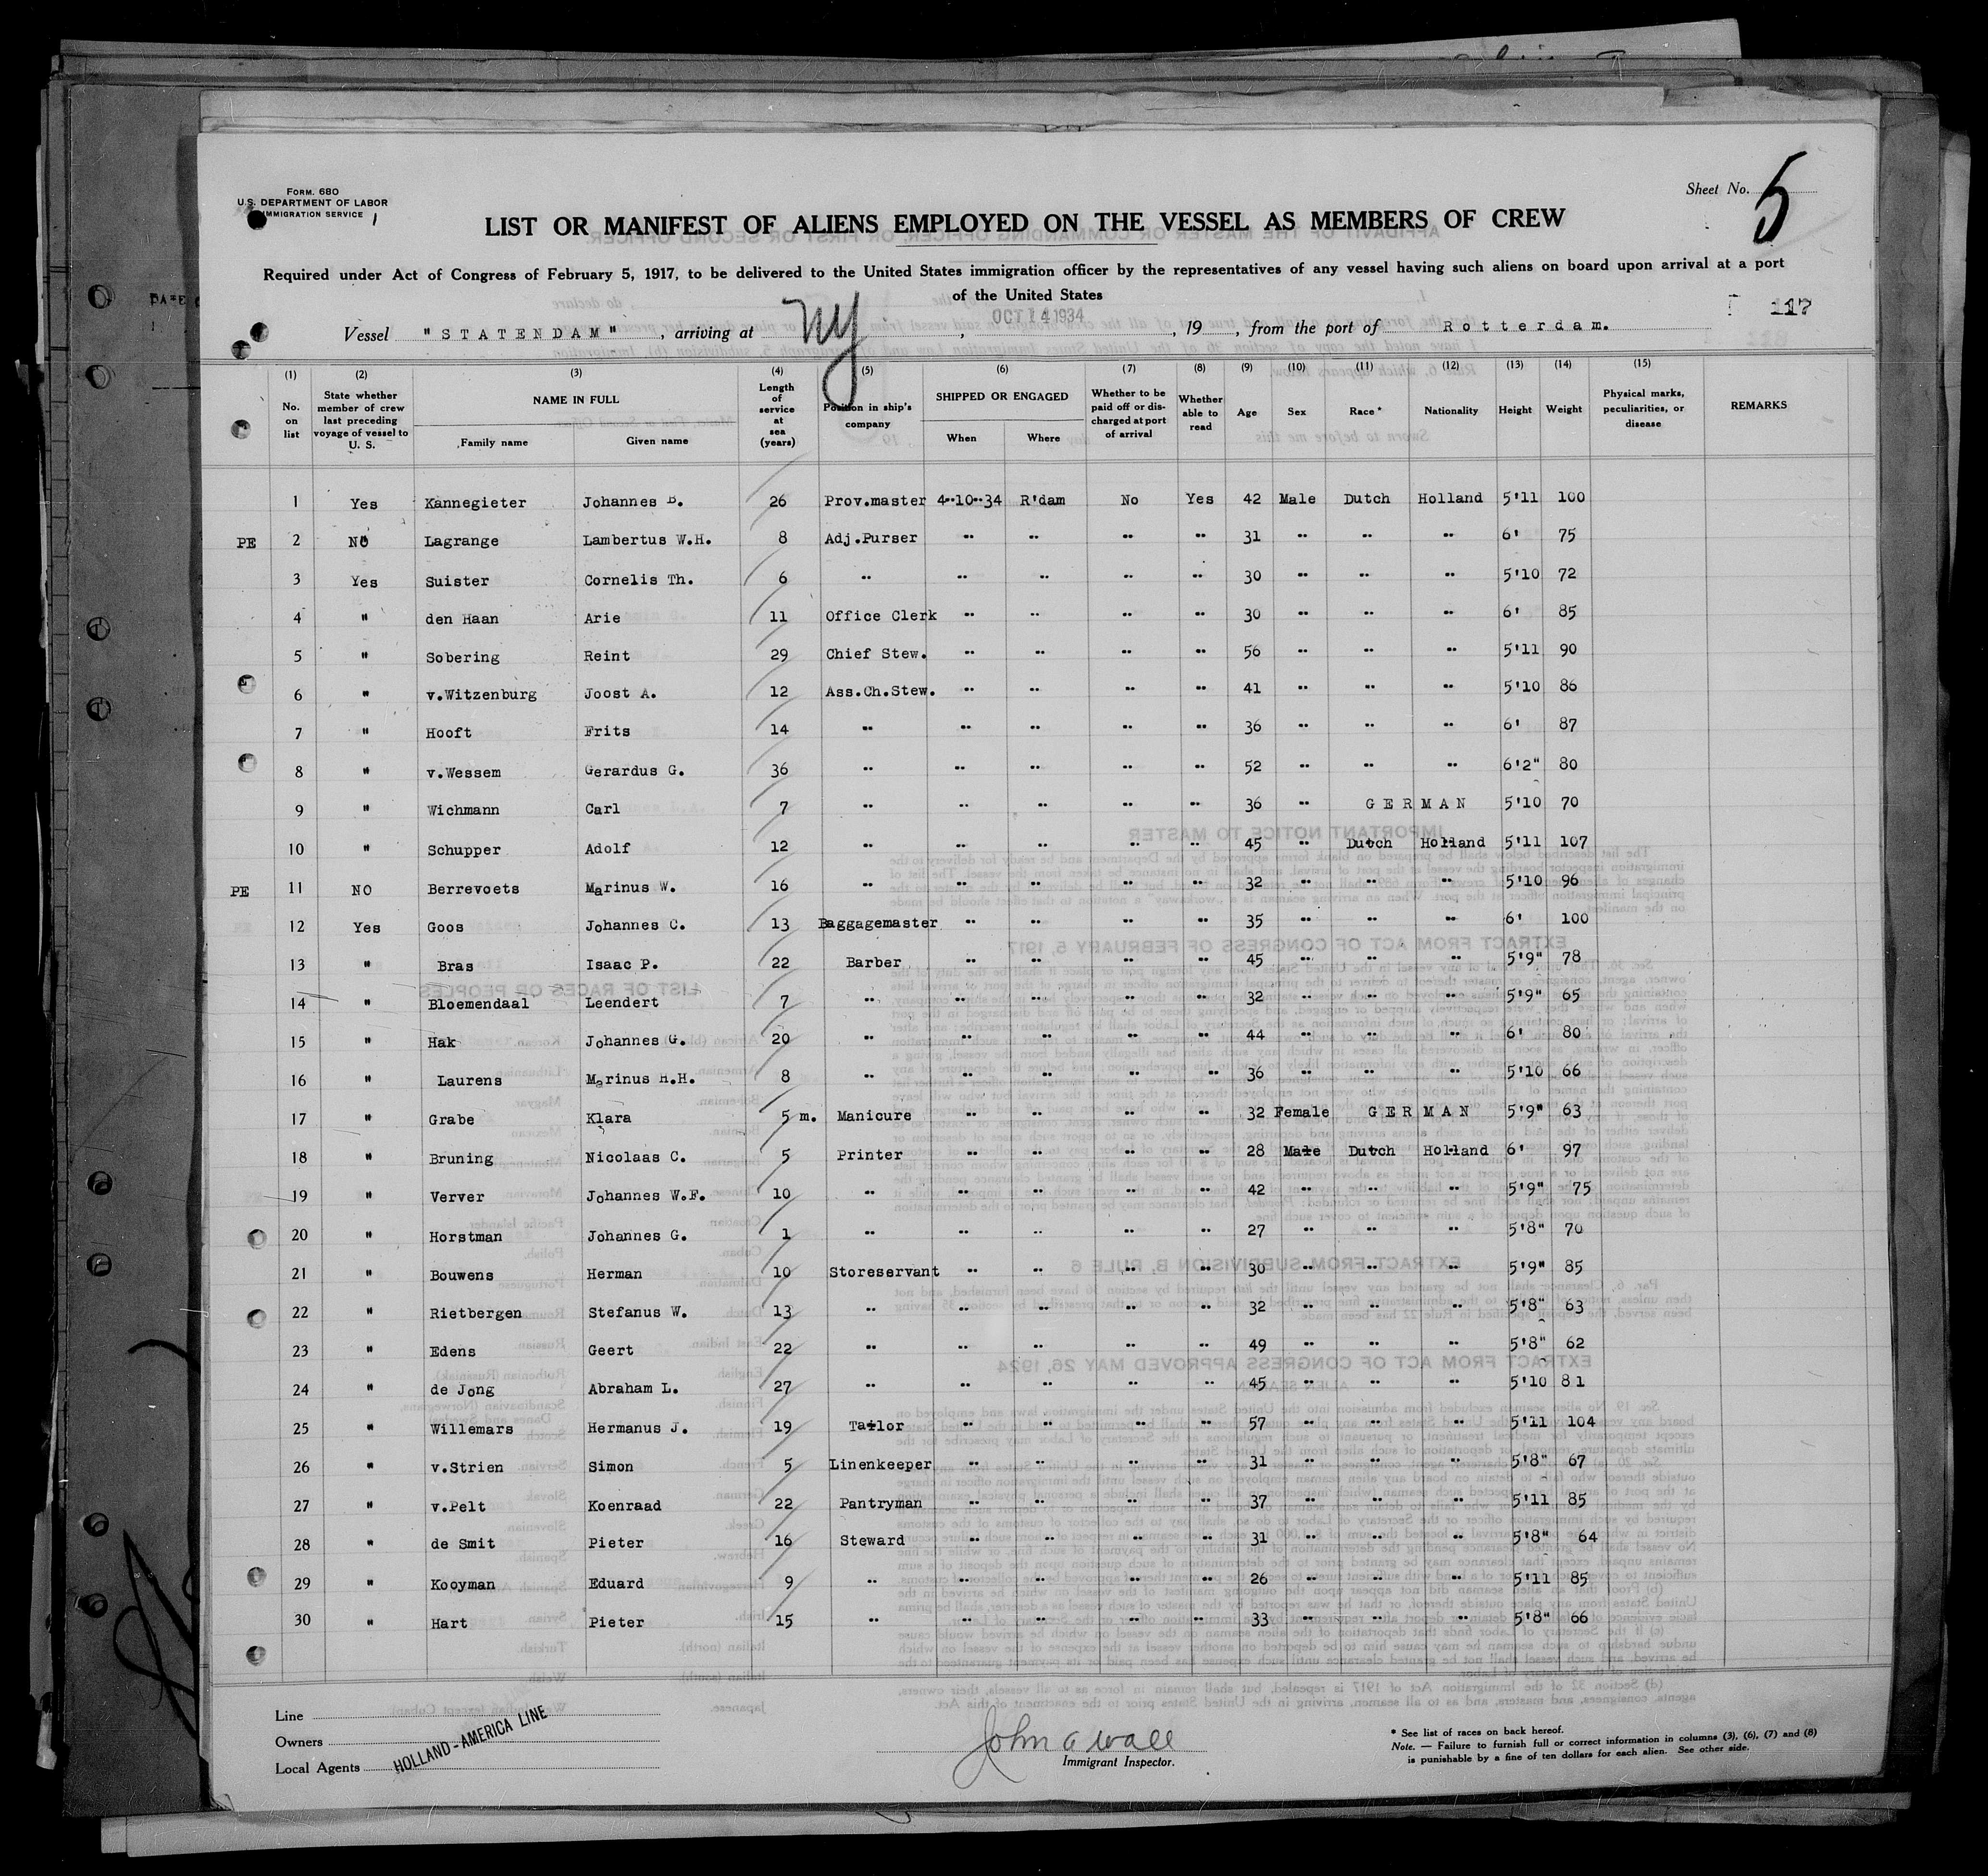 FORM. 680
U.S. DEPARTMENT OF LABOR
IMMIGRATION SERVICE
Sheet No. 5
LIST OR MANIFEST OF ALIENS EMPLOYED ON THE VESSEL AS MEMBERS OF CREW
Required under Act of Congress of February 5, 1917, to be delivered to the United States immigration officer by the representatives of any vessel having such aliens on board upon arrival at a port
of the United States
117
Vessel "STATENDAM", arriving at NY, OCT 14 1934, 19 , from the port of Rotterdam.
(1) (2) (3) (4) (5) (6) (7) (8) (9) (10) (11) (12) (13) (14) (15)
No. on list State whether member of crew last preceding voyage of vessel to U. S. NAME IN FULL Family name Given name Length of service at sea (years) Position in ship's company SHIPPED OR ENGAGED When Where Whether to be paid off or discharged at port of arrival Whether able to read Age Sex Race * Nationality Height Weight Physical marks, peculiarities, or disease REMARKS
1 Yes Kannegieter Johannes B. 26 Prov.master 4-10-34 R'dam No Yes 42 Male Dutch Holland 5'11 100
PE 2 NO Lagrange Lambertus W.H. 8 Adj.Purser " " " " 31 " " " 6' 75
3 Yes Suister Cornelis Th. 6 " " " " " 30 " " " 5'10 72
4 " den Haan Arie 11 Office Clerk " " " " 30 " " " 6' 85
5 " Sobering Reint 29 Chief Stew. " " " " 56 " " " 5'11 90
6 " v.Witzenburg Joost A. 12 Ass.Ch.Stew. " " " " 41 " " " 5'10 86
7 " Hooft Frits 14 " " " " " 36 " " " 6' 87
8 " v.Wessem Gerardus G. 36 " " " " " 52 " " " 6'2" 80
9 " Wichmann Carl 7 " " " " " 36 " GERMAN 5'10 70
10 " Schupper Adolf 12 " " " " " 45 " Dutch Holland 5'11 107
PE 11 NO Berrevoets Marinus W. 16 " " " " " 32 " " " 5'10 96
12 Yes Goos Johannes C. 13 Baggagemaster " " " " 35 " " " 6' 100
13 " Bras Isaac P. 22 Barber " " " " 45 " " " 5'9" 78
14 " Bloemendaal Leendert 7 " " " " " 32 " " " 5'9" 65
15 " Hak Johannes G. 20 " " " " " 44 " " " 6' 80
16 " Laurens Marinus H.H. 8 " " " " " 36 " " " 5'10 66
17 " Grabe Klara 5 m. Manicure " " " " 32 Female GERMAN 5'9" 63
18 " Bruning Nicolaas C. 5 Printer " " " " 28 Male Dutch Holland 6' 97
19 " Verver Johannes W.F. 10 " " " " " 42 " " " 5'9" 75
20 " Horstman Johannes G. 1 " " " " " 27 " " " 5'8" 70
21 " Bouwens Herman 10 Storeservant " " " " 30 " " " 5'9" 85
22 " Rietbergen Stefanus W. 13 " " " " " 32 " " " 5'8" 63
23 " Edens Geert 22 " " " " " 49 " " " 5'8" 62
24 " de Jong Abraham L. 27 " " " " " 45 " " " 5'10 81
25 " Willemars Hermanus J. 19 Tailor " " " " 57 " " " 5'11 104
26 " v.Strien Simon 5 Linenkeeper " " " " 31 " " " 5'8" 67
27 " v.Pelt Koenraad 22 Pantryman " " " " 37 " " " 5'11 85
28 " de Smit Pieter 16 Steward " " " " 31 " " " 5'8" 64
29 " Kooyman Eduard 9 " " " " " 26 " " " 5'11 85
30 " Hart Pieter 15 " " " " " 33 " " " 5'8" 66
Line
Owners
Local Agents HOLLAND-AMERICA LINE
John A Wall
Immigrant Inspector.
* See list of races on back hereof.
Note. — Failure to furnish full or correct information in columns (3), (6), (7) and (8)
is punishable by a fine of ten dollars for each alien. See other side.